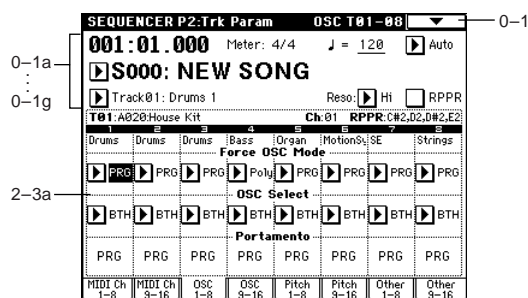 SEQUENCER P2:Trk Param OSC T01-08
0-1
001:01.000 Meter: 4/4 ♩ = 120 Auto
0-1a
S000: NEW SONG
:
0-1g
Track01: Drums 1 Reso: Hi RPPR
T01:A020:House Kit Ch:01 RPPR:C#2,D2,D#2,E2
1 2 3 4 5 6 7 8
Drums Drums Drums Bass Organ MotionSy SE Strings
Force OSC Mode
PRG PRG PRG Poly PRG PRG PRG PRG
2-3a
OSC Select
BTH BTH BTH BTH BTH BTH BTH BTH
Portamento
PRG PRG PRG PRG PRG PRG PRG PRG
MIDI Ch 1-8 MIDI Ch 9-16 OSC 1-8 OSC 9-16 Pitch 1-8 Pitch 9-16 Other 1-8 Other 9-16